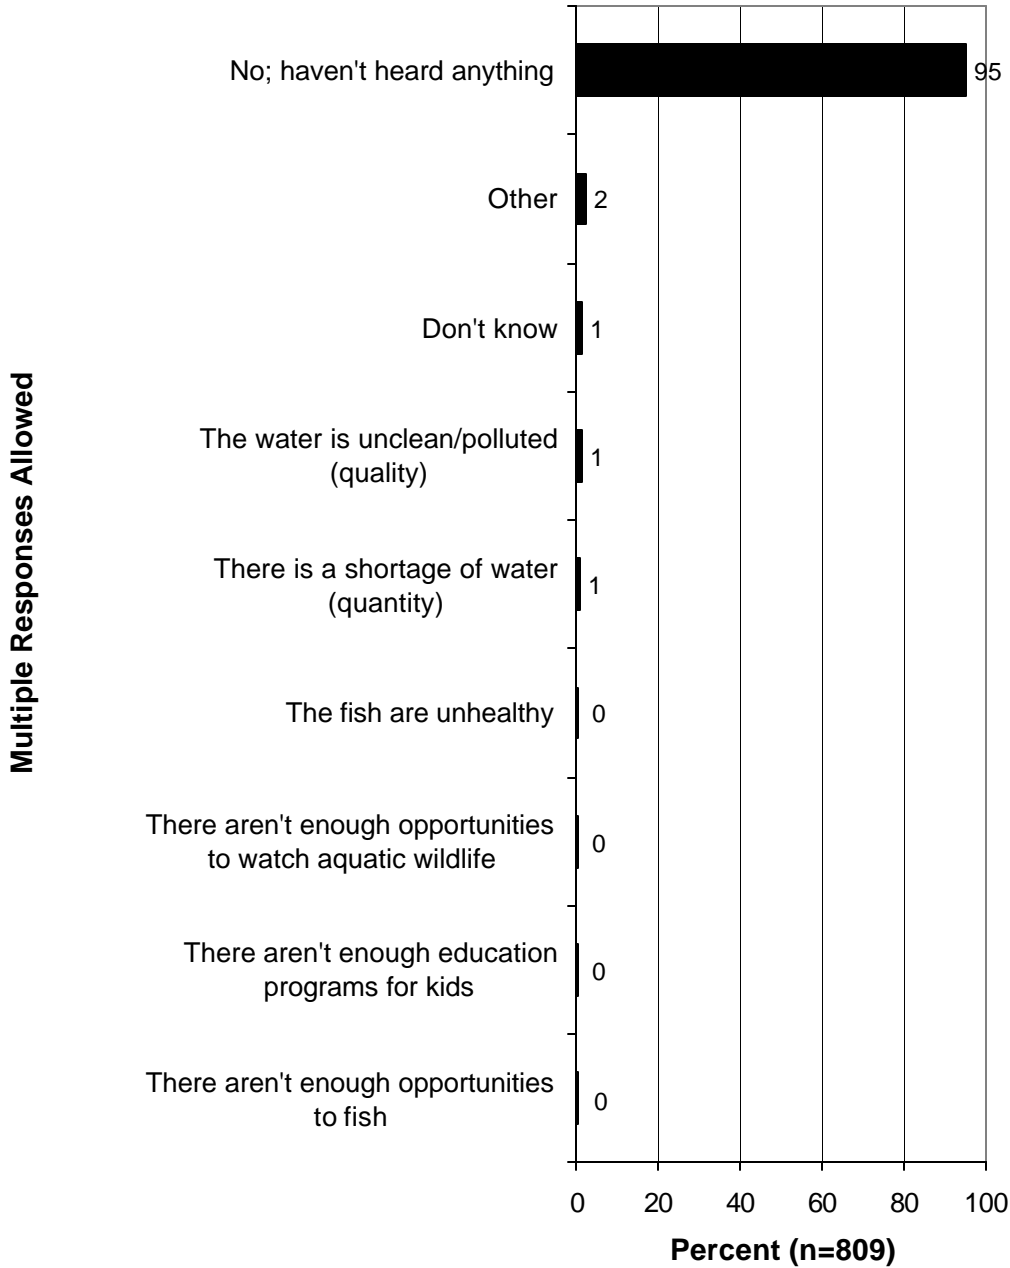 Multiple Responses Allowed
No; haven't heard anything
95
Other
2
Don't know
1
The water is unclean/polluted
(quality)
1
There is a shortage of water
(quantity)
1
The fish are unhealthy
0
There aren't enough opportunities
to watch aquatic wildlife
0
There aren't enough education
programs for kids
0
There aren't enough opportunities
to fish
0
0 20 40 60 80 100
Percent (n=809)